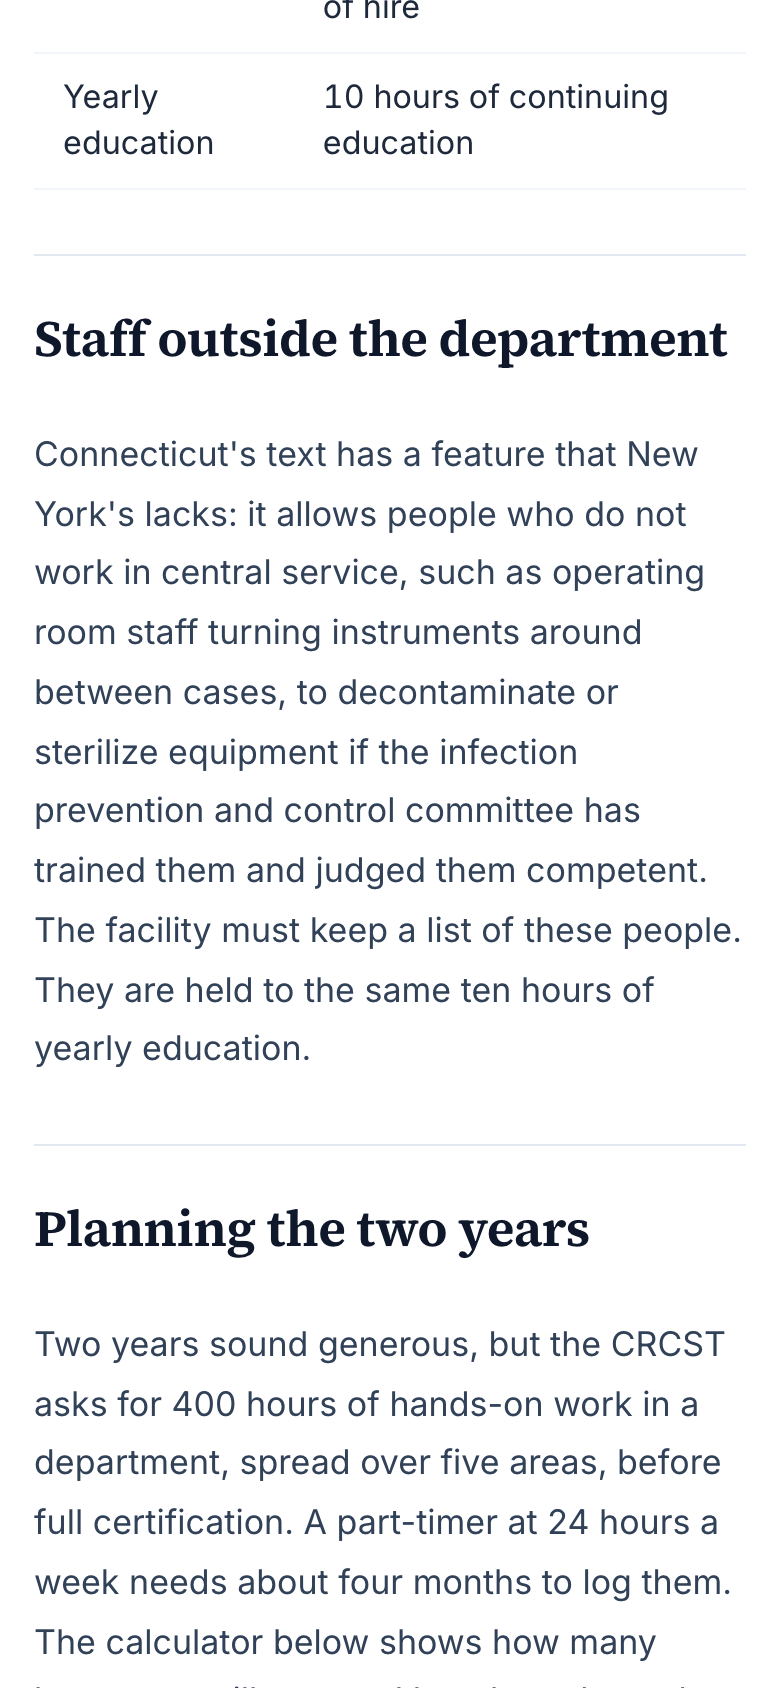 of hire
Yearly
education
10 hours of continuing
education
Staff outside the department
Connecticut's text has a feature that New
York's lacks: it allows people who do not
work in central service, such as operating
room staff turning instruments around
between cases, to decontaminate or
sterilize equipment if the infection
prevention and control committee has
trained them and judged them competent.
The facility must keep a list of these people.
They are held to the same ten hours of
yearly education.
Planning the two years
Two years sound generous, but the CRCST
asks for 400 hours of hands-on work in a
department, spread over five areas, before
full certification. A part-timer at 24 hours a
week needs about four months to log them.
The calculator below shows how many